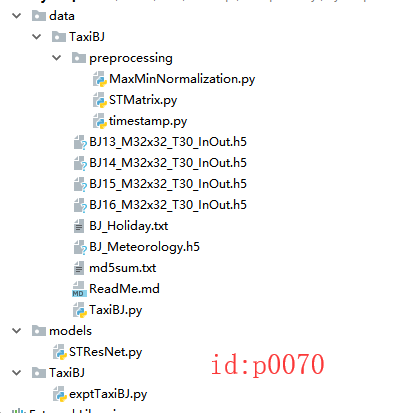 data
TaxiBJ
preprocessing
MaxMinNormalization.py
STMatrix.py
timestamp.py
BJ13_M32x32_T30_InOut.h5
BJ14_M32x32_T30_InOut.h5
BJ15_M32x32_T30_InOut.h5
BJ16_M32x32_T30_InOut.h5
BJ_Holiday.txt
BJ_Meteorology.h5
md5sum.txt
MD ReadMe.md
TaxiBJ.py
models
STResNet.py
id:p0070
TaxiBJ
exptTaxiBJ.py